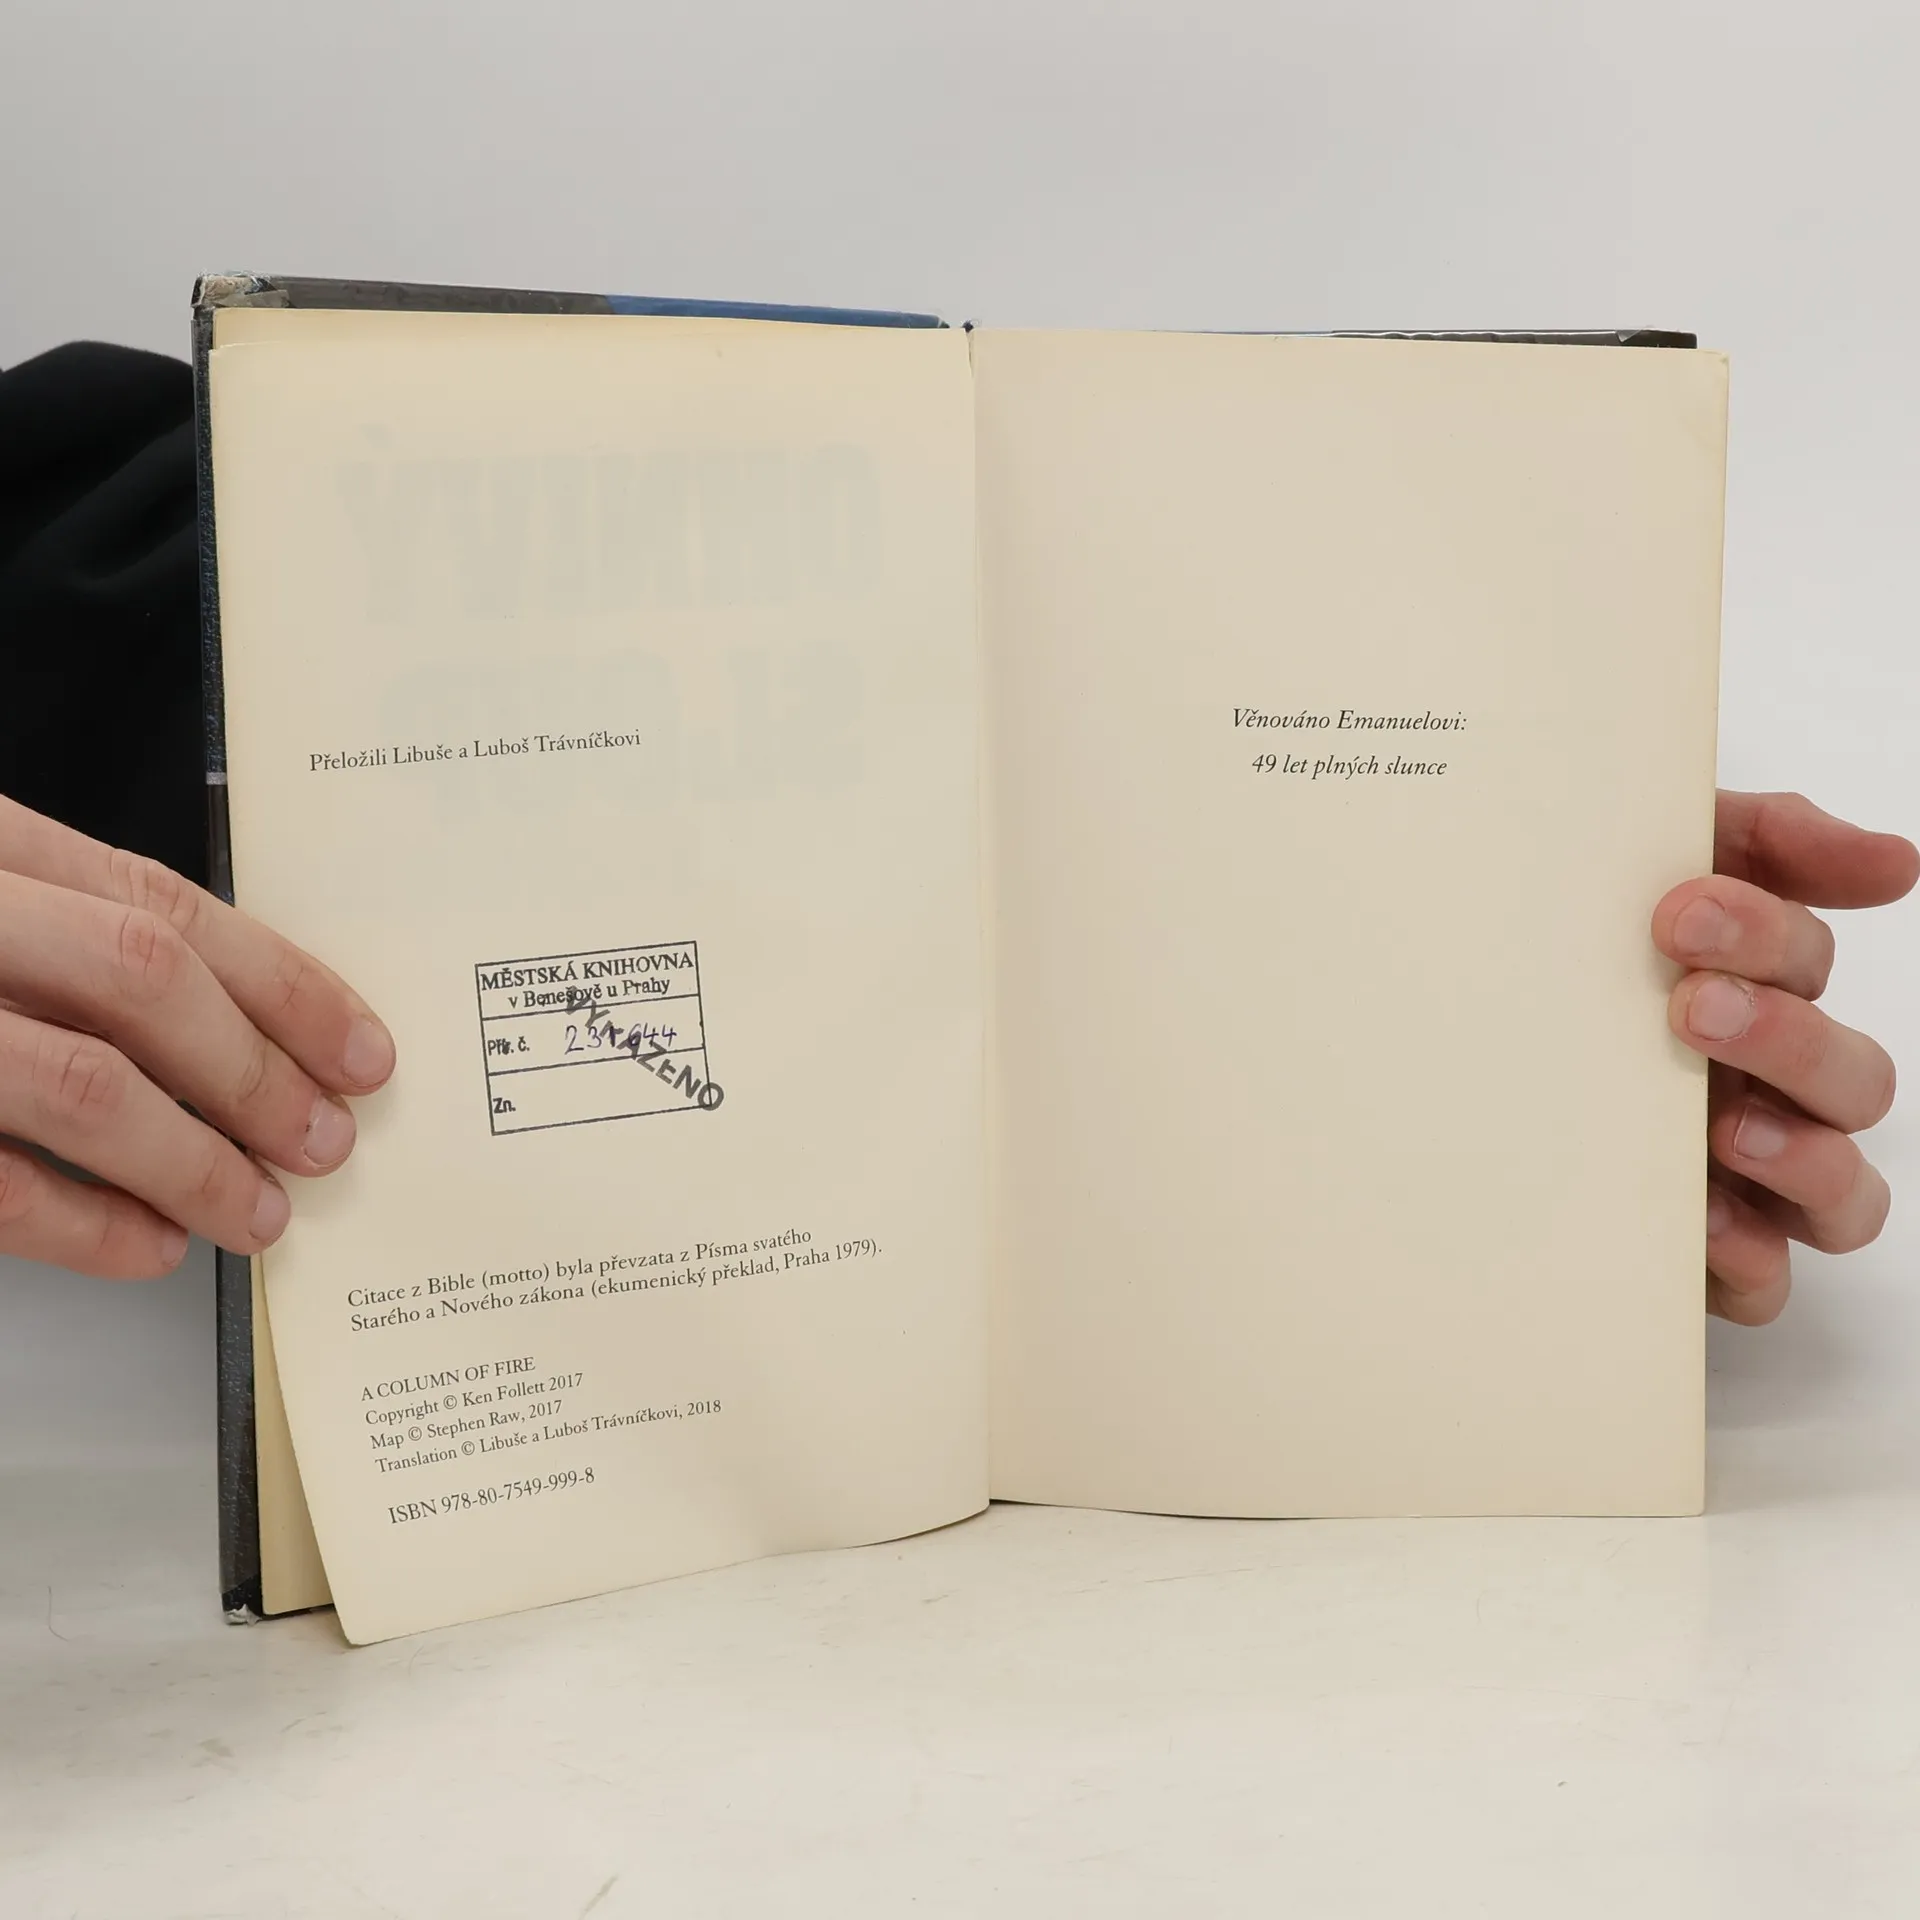 Přeložili Libuše a Luboš Trávníčkovi
MĚSTSKÁ KNIHOVNA
v Benešově u Prahy
Přír. č. 231644
VYŘAZENO
Zn.
Citace z Bible (motto) byla převzata z Písma svatého
Starého a Nového zákona (ekumenický překlad, Praha 1979).
A COLUMN OF FIRE
Copyright © Ken Follett 2017
Map © Stephen Raw, 2017
Translation © Libuše a Luboš Trávníčkovi, 2018
ISBN 978-80-7549-999-8
Věnováno Emanuelovi:
49 let plných slunce